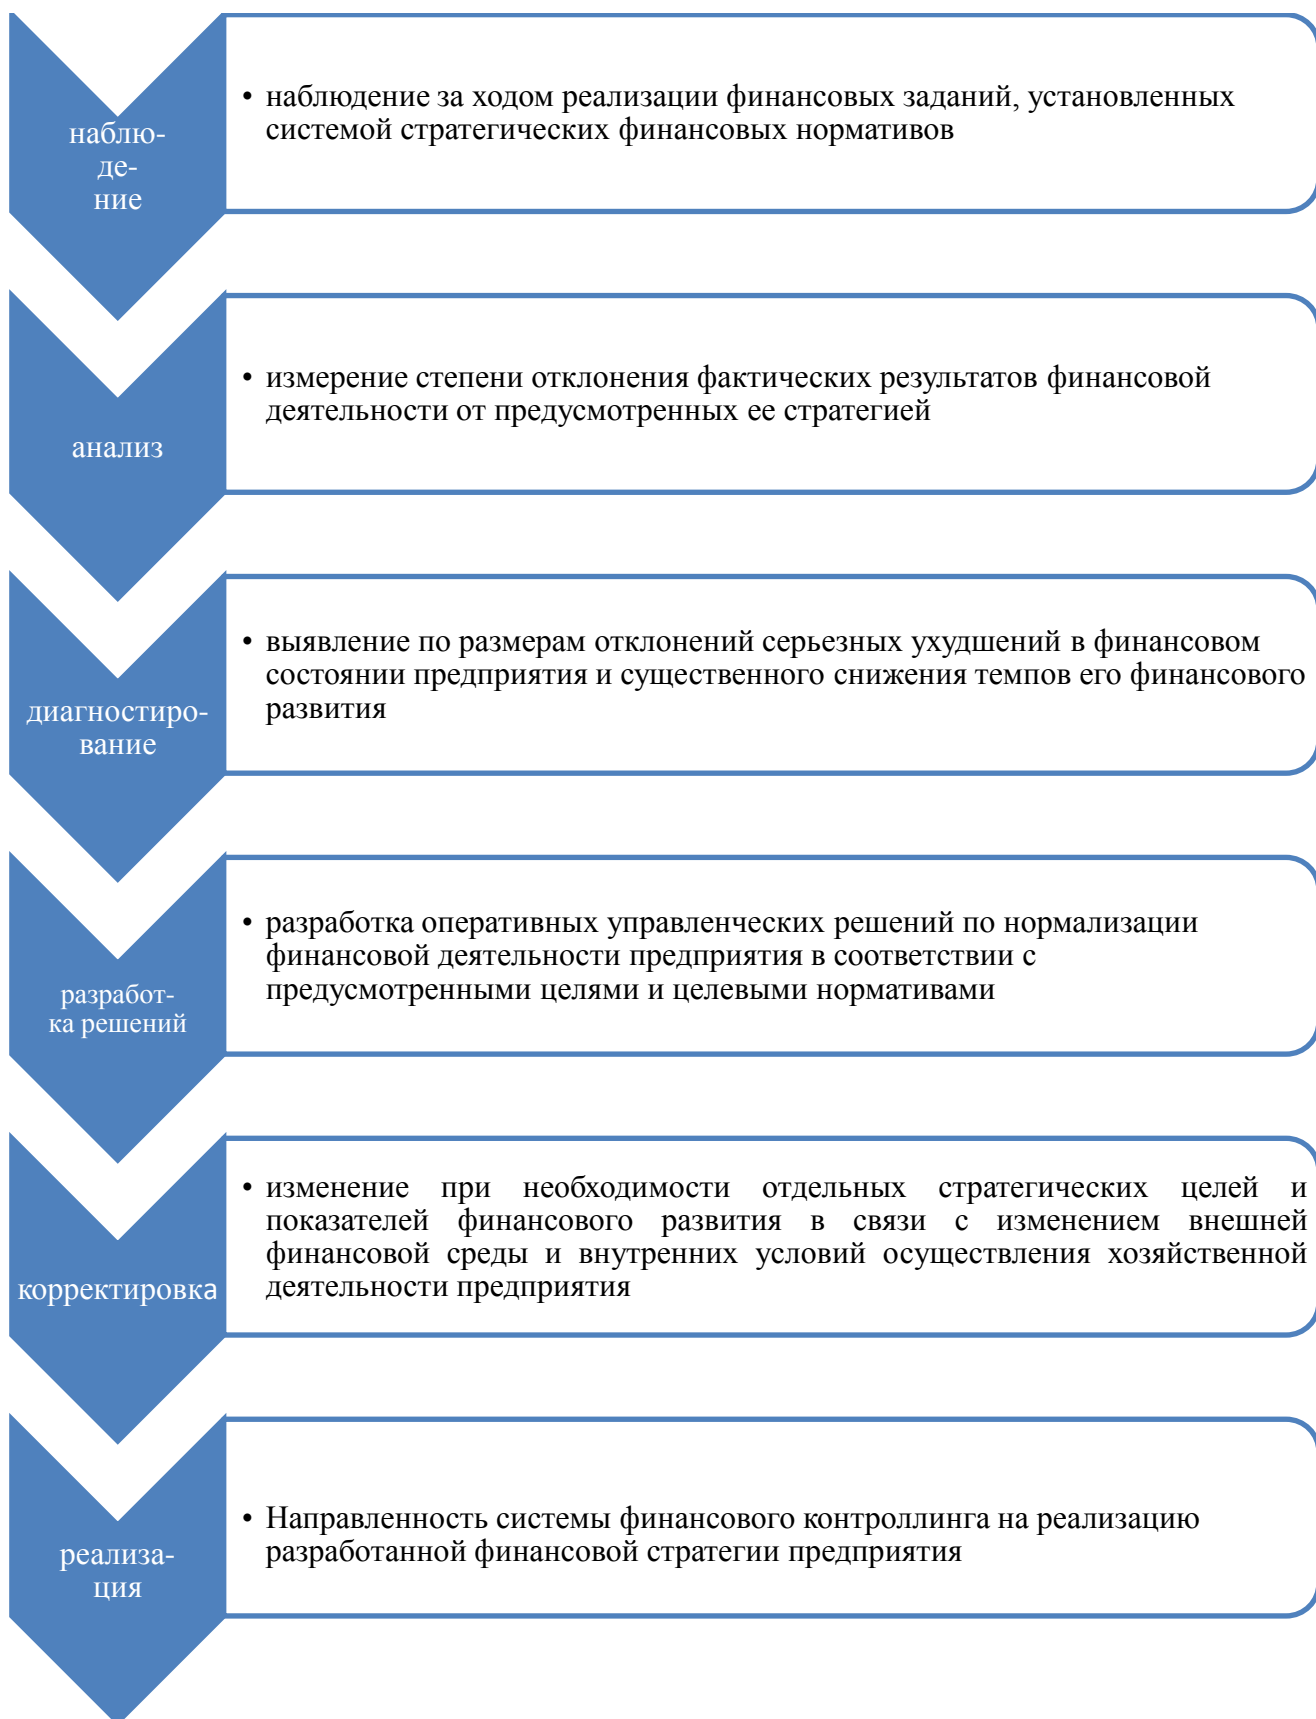 наблю-
де-
ние
• наблюдение за ходом реализации финансовых заданий, установленных
системой стратегических финансовых нормативов
анализ
• измерение степени отклонения фактических результатов финансовой
деятельности от предусмотренных ее стратегией
диагностиро-
вание
• выявление по размерам отклонений серьезных ухудшений в финансовом
состоянии предприятия и существенного снижения темпов его финансового
развития
разработ-
ка решений
• разработка оперативных управленческих решений по нормализации
финансовой деятельности предприятия в соответствии с
предусмотренными целями и целевыми нормативами
корректировка
• изменение при необходимости отдельных стратегических целей и
показателей финансового развития в связи с изменением внешней
финансовой среды и внутренних условий осуществления хозяйственной
деятельности предприятия
реализа-
ция
• Направленность системы финансового контроллинга на реализацию
разработанной финансовой стратегии предприятия